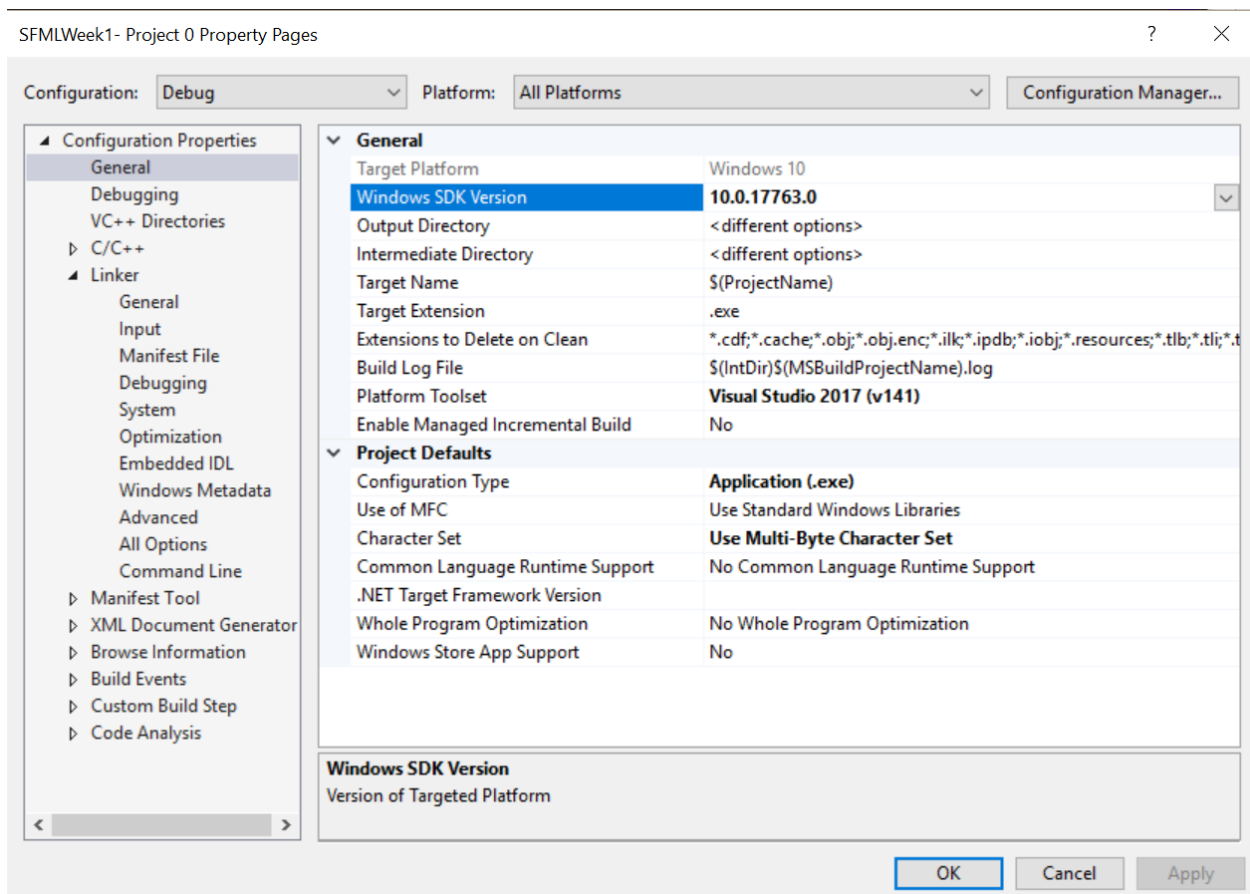 SFMLWeek1- Project 0 Property Pages ?
Configuration: Debug Platform: All Platforms Configuration Manager...
Configuration Properties
General
Debugging
VC++ Directories
C/C++
Linker
General
Input
Manifest File
Debugging
System
Optimization
Embedded IDL
Windows Metadata
Advanced
All Options
Command Line
Manifest Tool
XML Document Generator
Browse Information
Build Events
Custom Build Step
Code Analysis
General
Target Platform Windows 10
Windows SDK Version 10.0.17763.0
Output Directory <different options>
Intermediate Directory <different options>
Target Name $(ProjectName)
Target Extension .exe
Extensions to Delete on Clean *.cdf;*.cache;*.obj;*.obj.enc;*.ilk;*.ipdb;*.iobj;*.resources;*.tlb;*.tli;*.t
Build Log File $(IntDir)$(MSBuildProjectName).log
Platform Toolset Visual Studio 2017 (v141)
Enable Managed Incremental Build No
Project Defaults
Configuration Type Application (.exe)
Use of MFC Use Standard Windows Libraries
Character Set Use Multi-Byte Character Set
Common Language Runtime Support No Common Language Runtime Support
.NET Target Framework Version
Whole Program Optimization No Whole Program Optimization
Windows Store App Support No
Windows SDK Version
Version of Targeted Platform
OK Cancel Apply